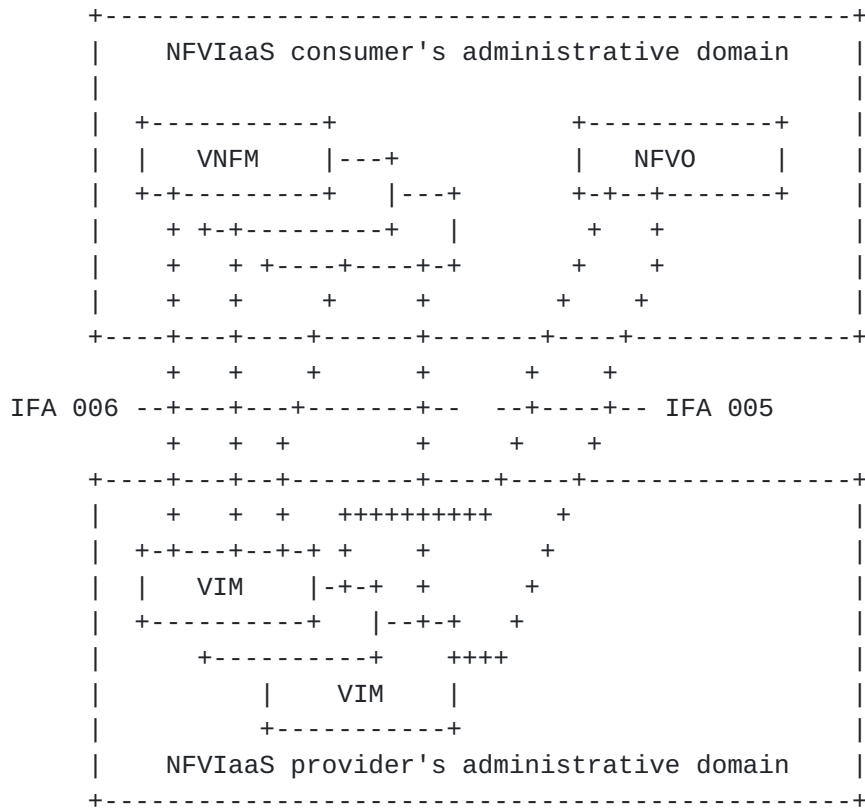 NFVIaaS consumer's administrative domain
VNFM NFVO
IFA 006 IFA 005
VIM
VIM
NFVIaaS provider's administrative domain